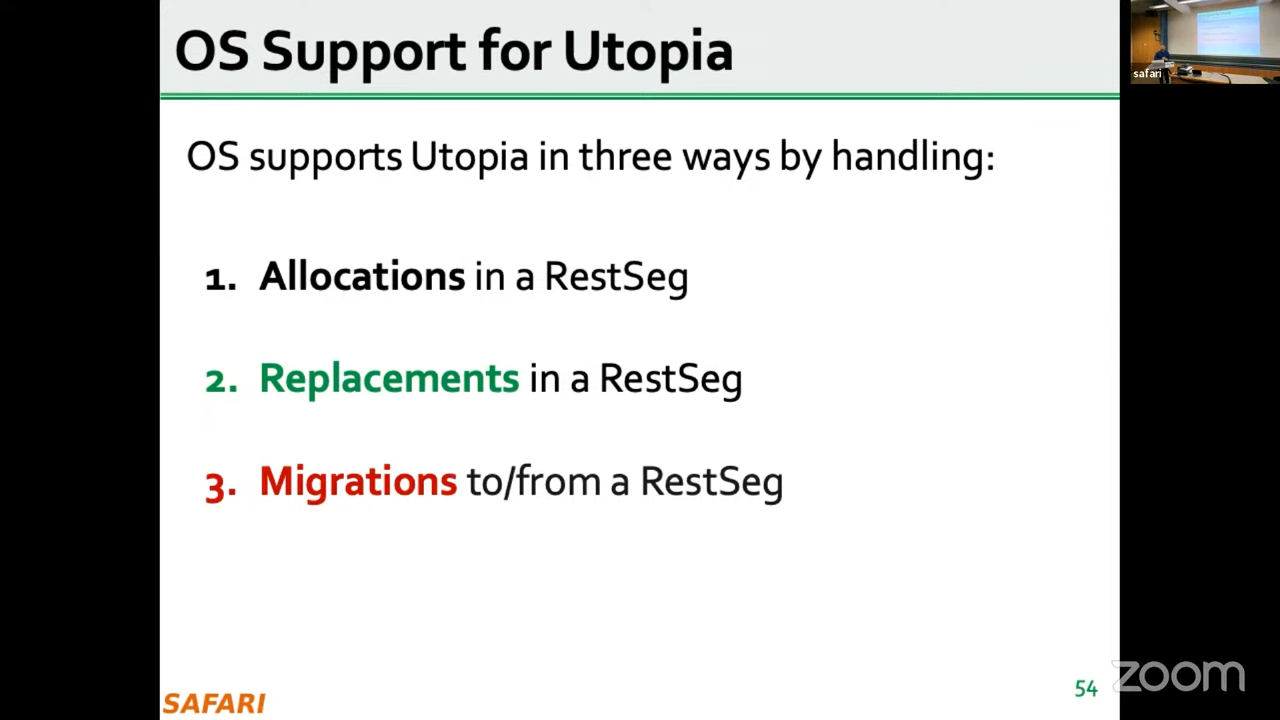 OS Support for Utopia
safari
OS supports Utopia in three ways by handling:
1. Allocations in a RestSeg
2. Replacements in a RestSeg
3. Migrations to/from a RestSeg
SAFARI
54
zoom